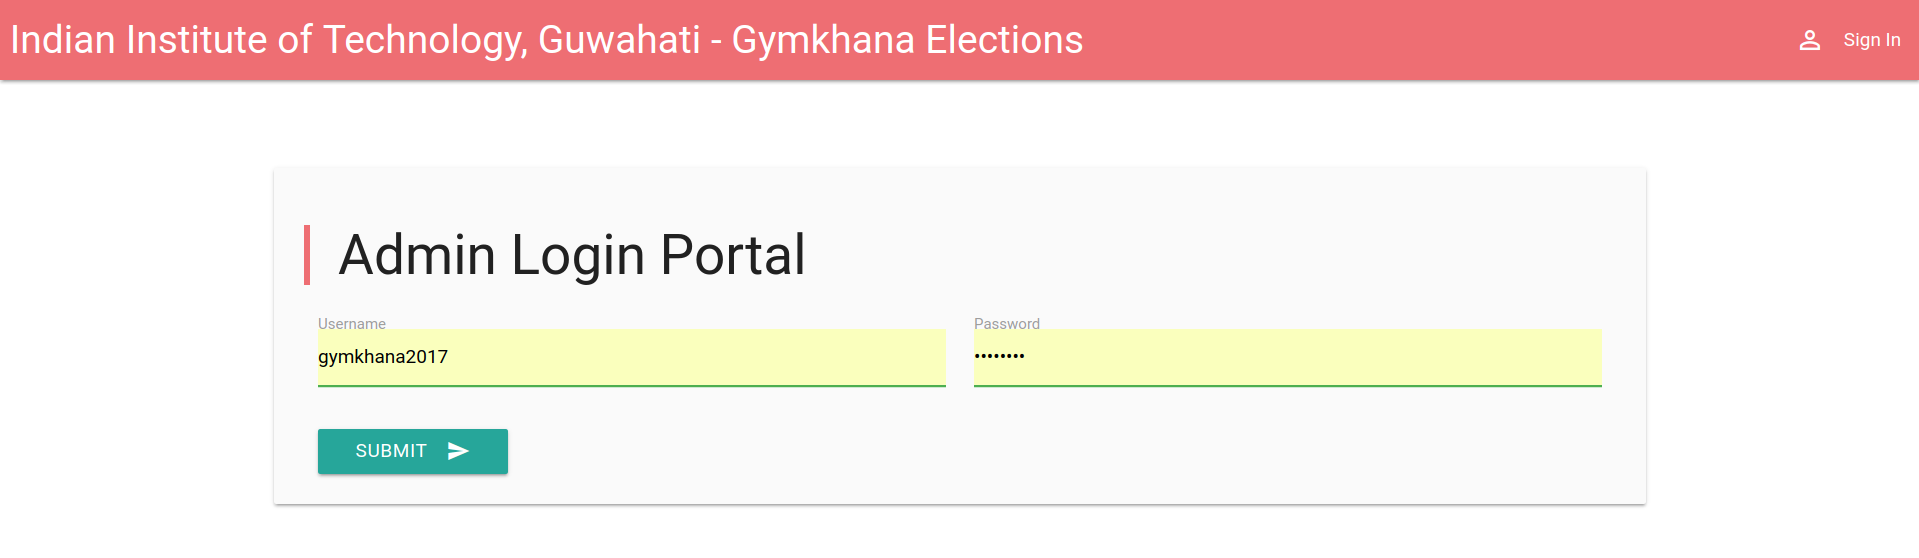 Indian Institute of Technology, Guwahati - Gymkhana Elections
Sign In
Admin Login Portal
Username
Password
gymkhana2017
••••••••
SUBMIT